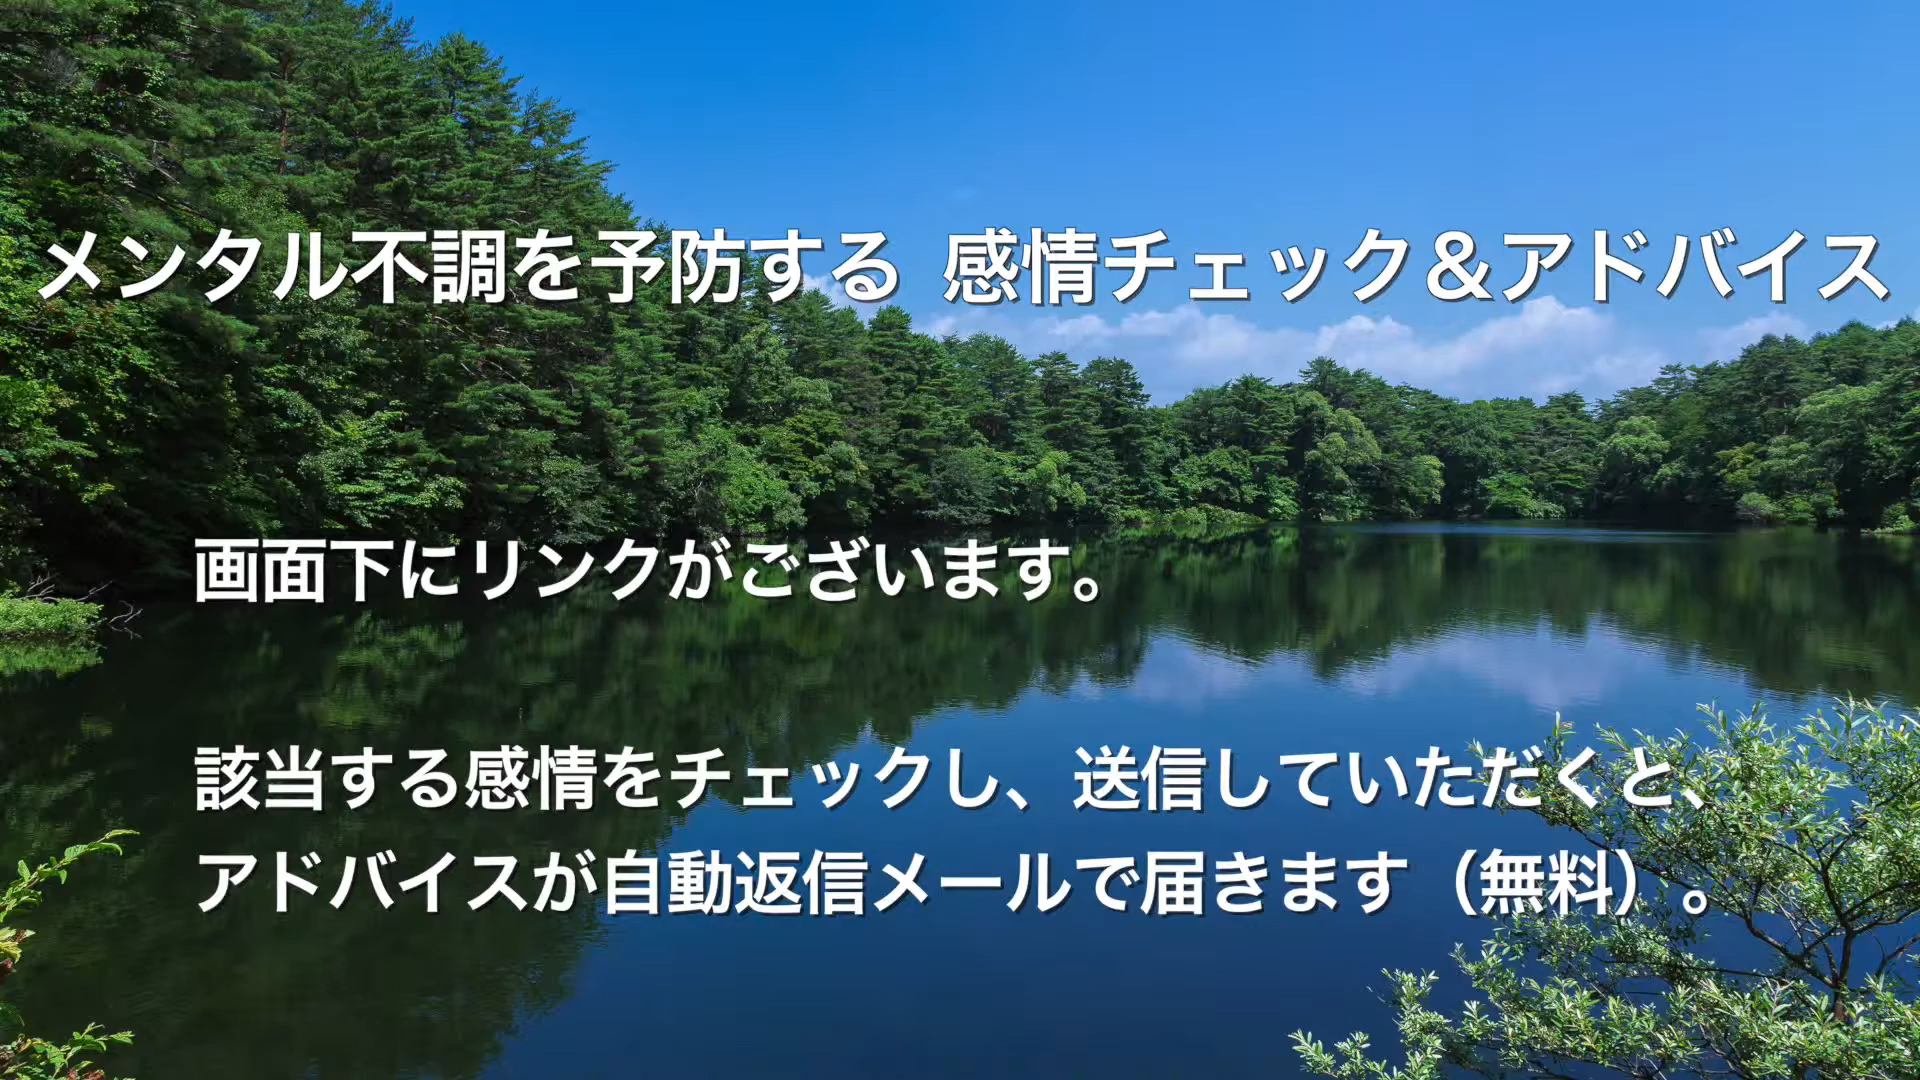 メンタル不調を予防する 感情チェック＆アドバイス
画面下にリンクがございます。
該当する感情をチェックし、送信していただくと、
アドバイスが自動返信メールで届きます（無料）。